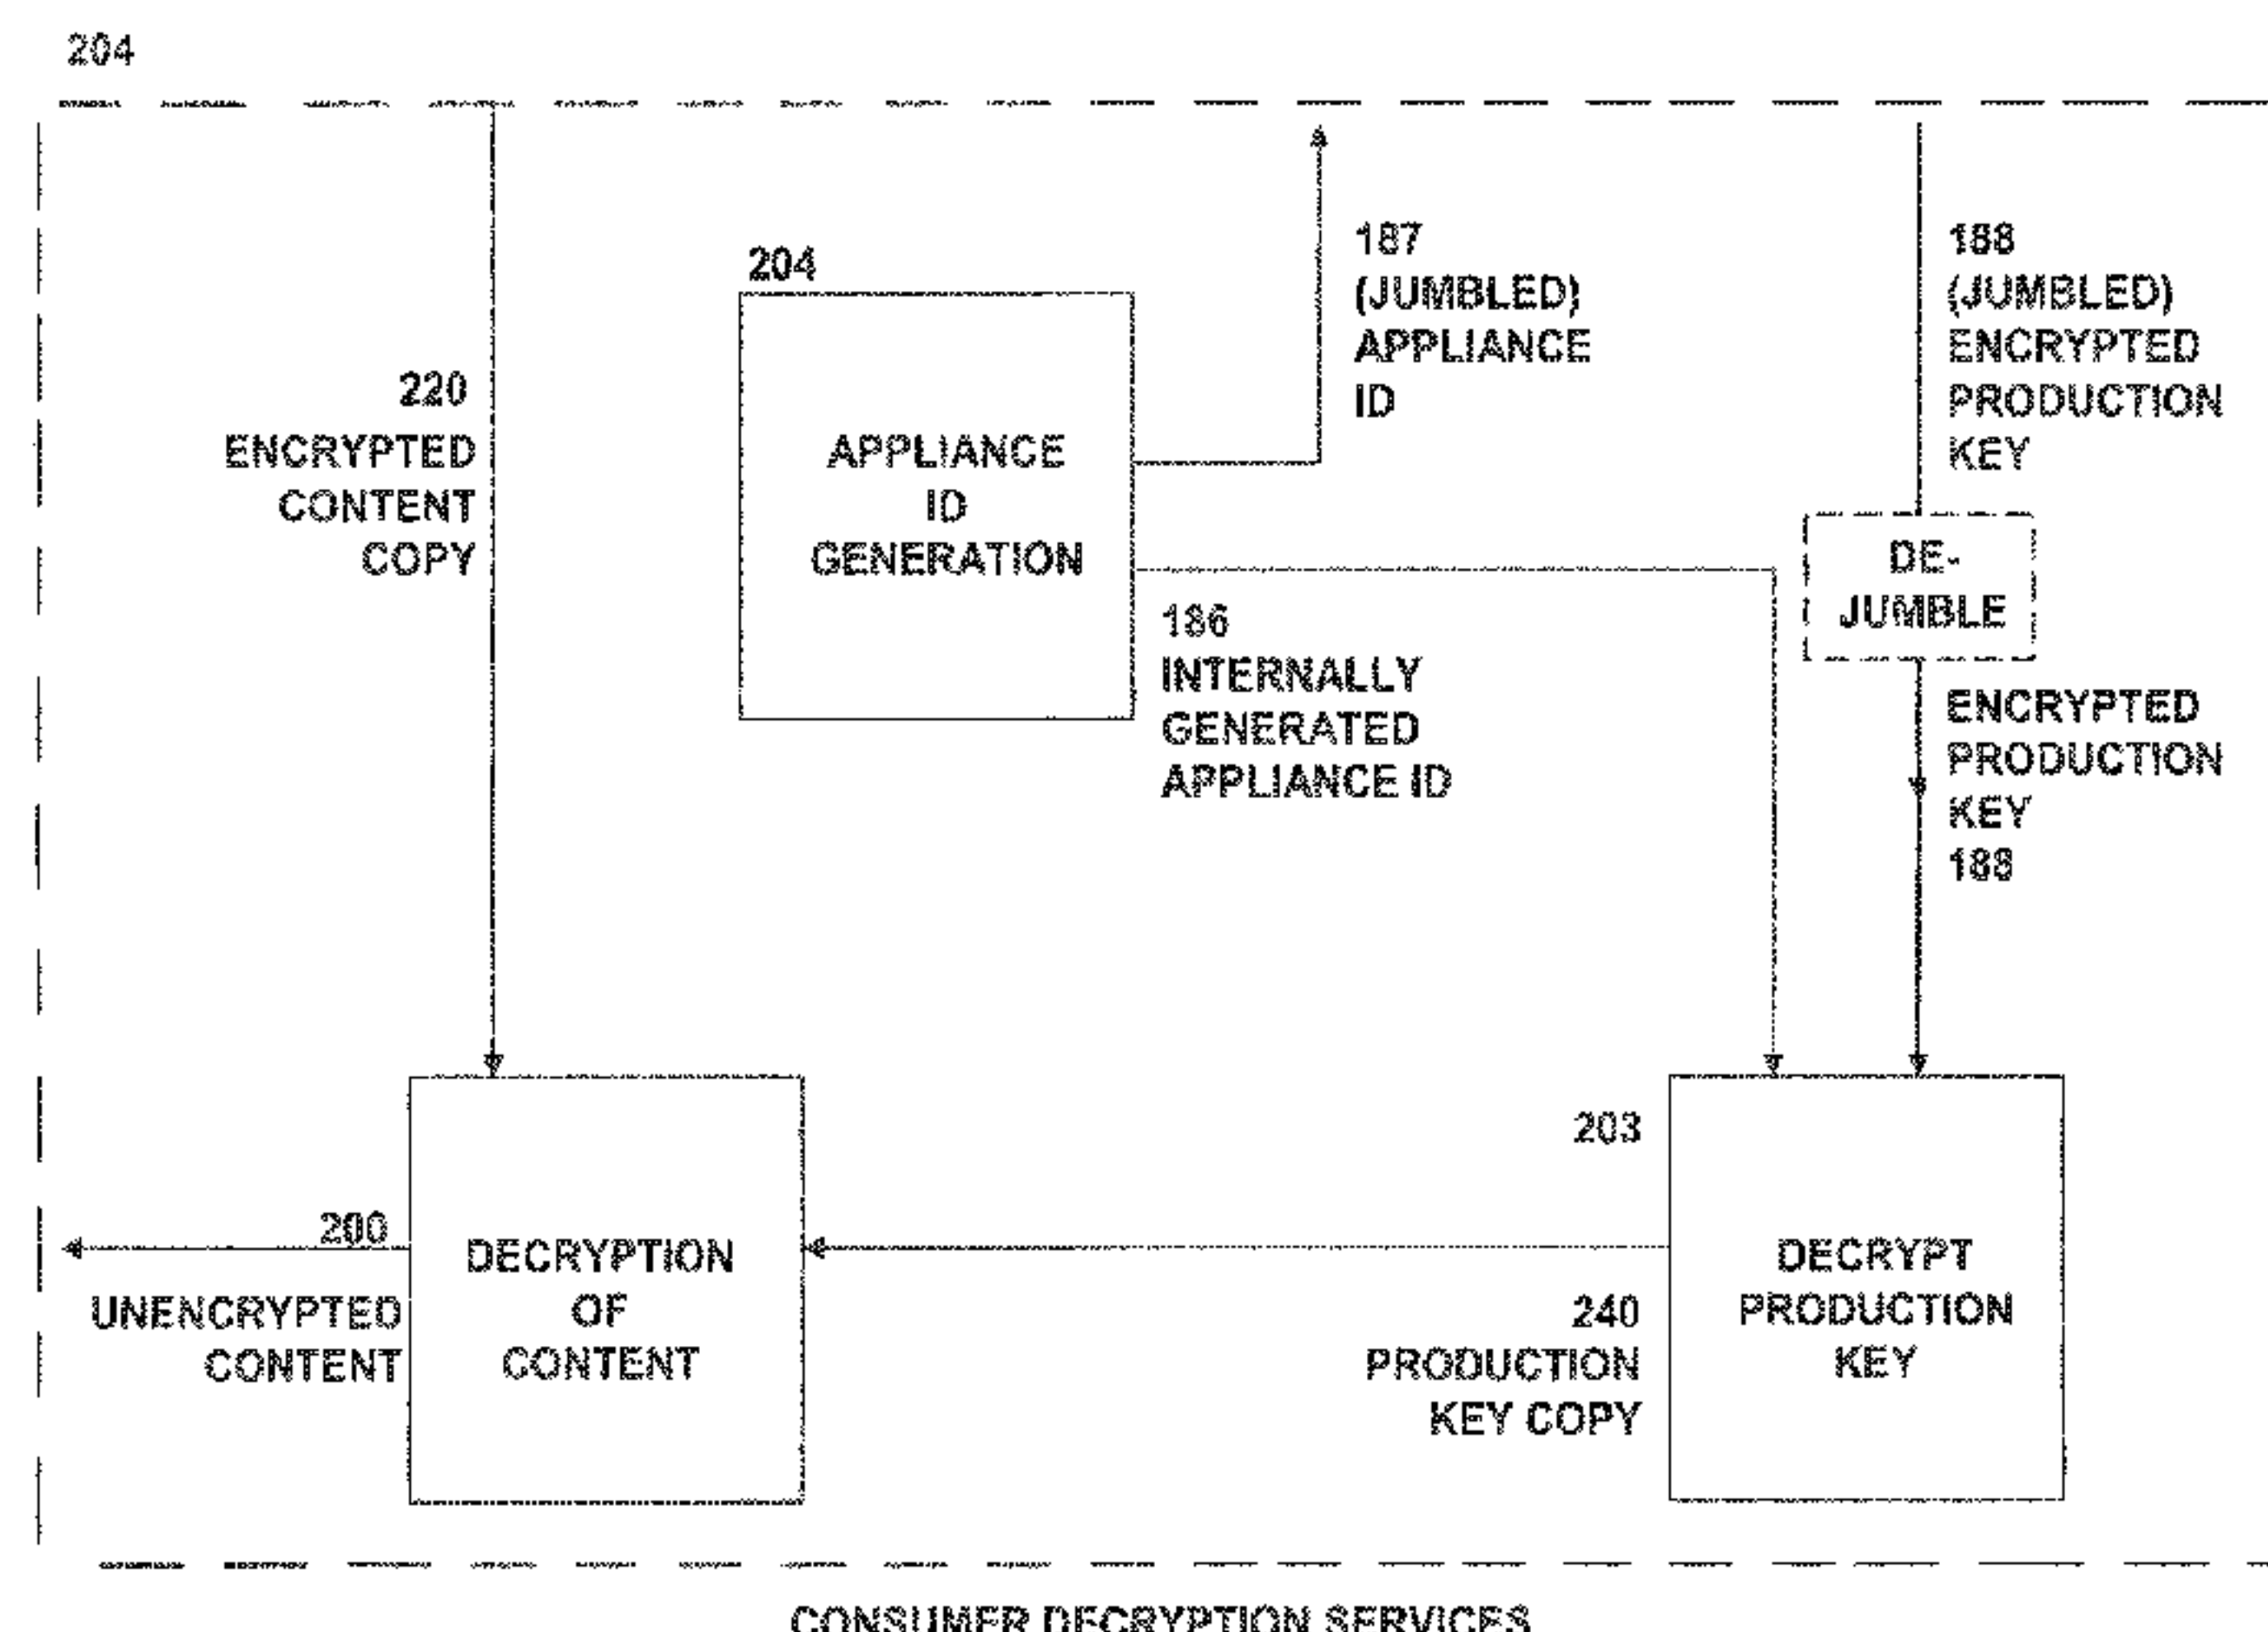 204
220
ENCRYPTED
CONTENT
COPY
204
APPLIANCE
ID
GENERATION
187
(JUMBLED)
APPLIANCE
ID
188
(JUMBLED)
ENCRYPTED
PRODUCTION
KEY
DE-
JUMBLE
186
INTERNALLY
GENERATED
APPLIANCE ID
ENCRYPTED
PRODUCTION
KEY
188
200
UNENCRYPTED
CONTENT
DECRYPTION
OF
CONTENT
203
240
PRODUCTION
KEY COPY
DECRYPT
PRODUCTION
KEY
CONSUMER DECRYPTION SERVICES